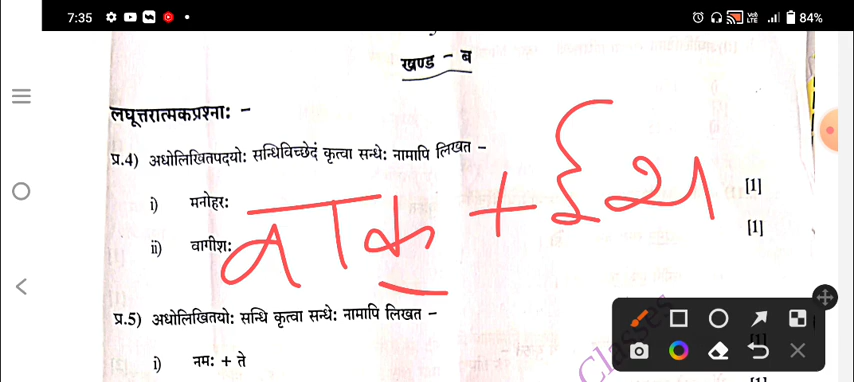 7:35 84%
खण्ड - ब
लघूत्तरात्मकप्रश्ना: -
प्र.4) अधोलिखितपदयो: सन्धिविच्छेदं कृत्वा सन्धे: नामापि लिखत -
i) मनोहर: [1]
ii) वागीश: [1]
वाक् + ईश
प्र.5) अधोलिखितयो: सन्धि कृत्वा सन्धे: नामापि लिखत -
i) नम: + ते
Classes